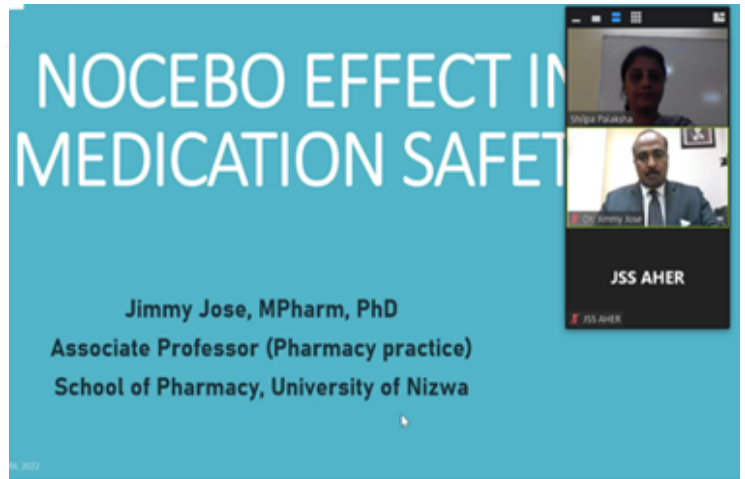 NOCEBO EFFECT IN
MEDICATION SAFET
Jimmy Jose, MPharm, PhD
Associate Professor (Pharmacy practice)
School of Pharmacy, University of Nizwa
2022
Shilpa Palaksha
Dr Jimmy Jose
JSS AHER
JSS AHER